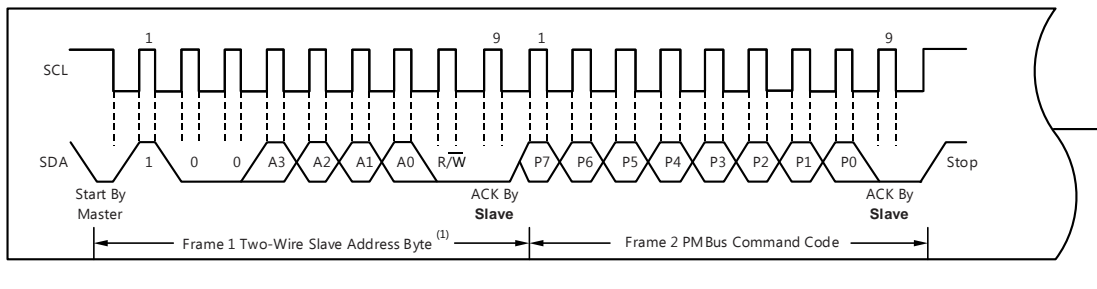 1 9 1 9
SCL
SDA 1 0 0 A3 A2 A1 A0 R/W̅ P7 P6 P5 P4 P3 P2 P1 P0 Stop
Start By
Master
ACK By
Slave
ACK By
Slave
Frame 1 Two-Wire Slave Address Byte (1)
Frame 2 PMBus Command Code